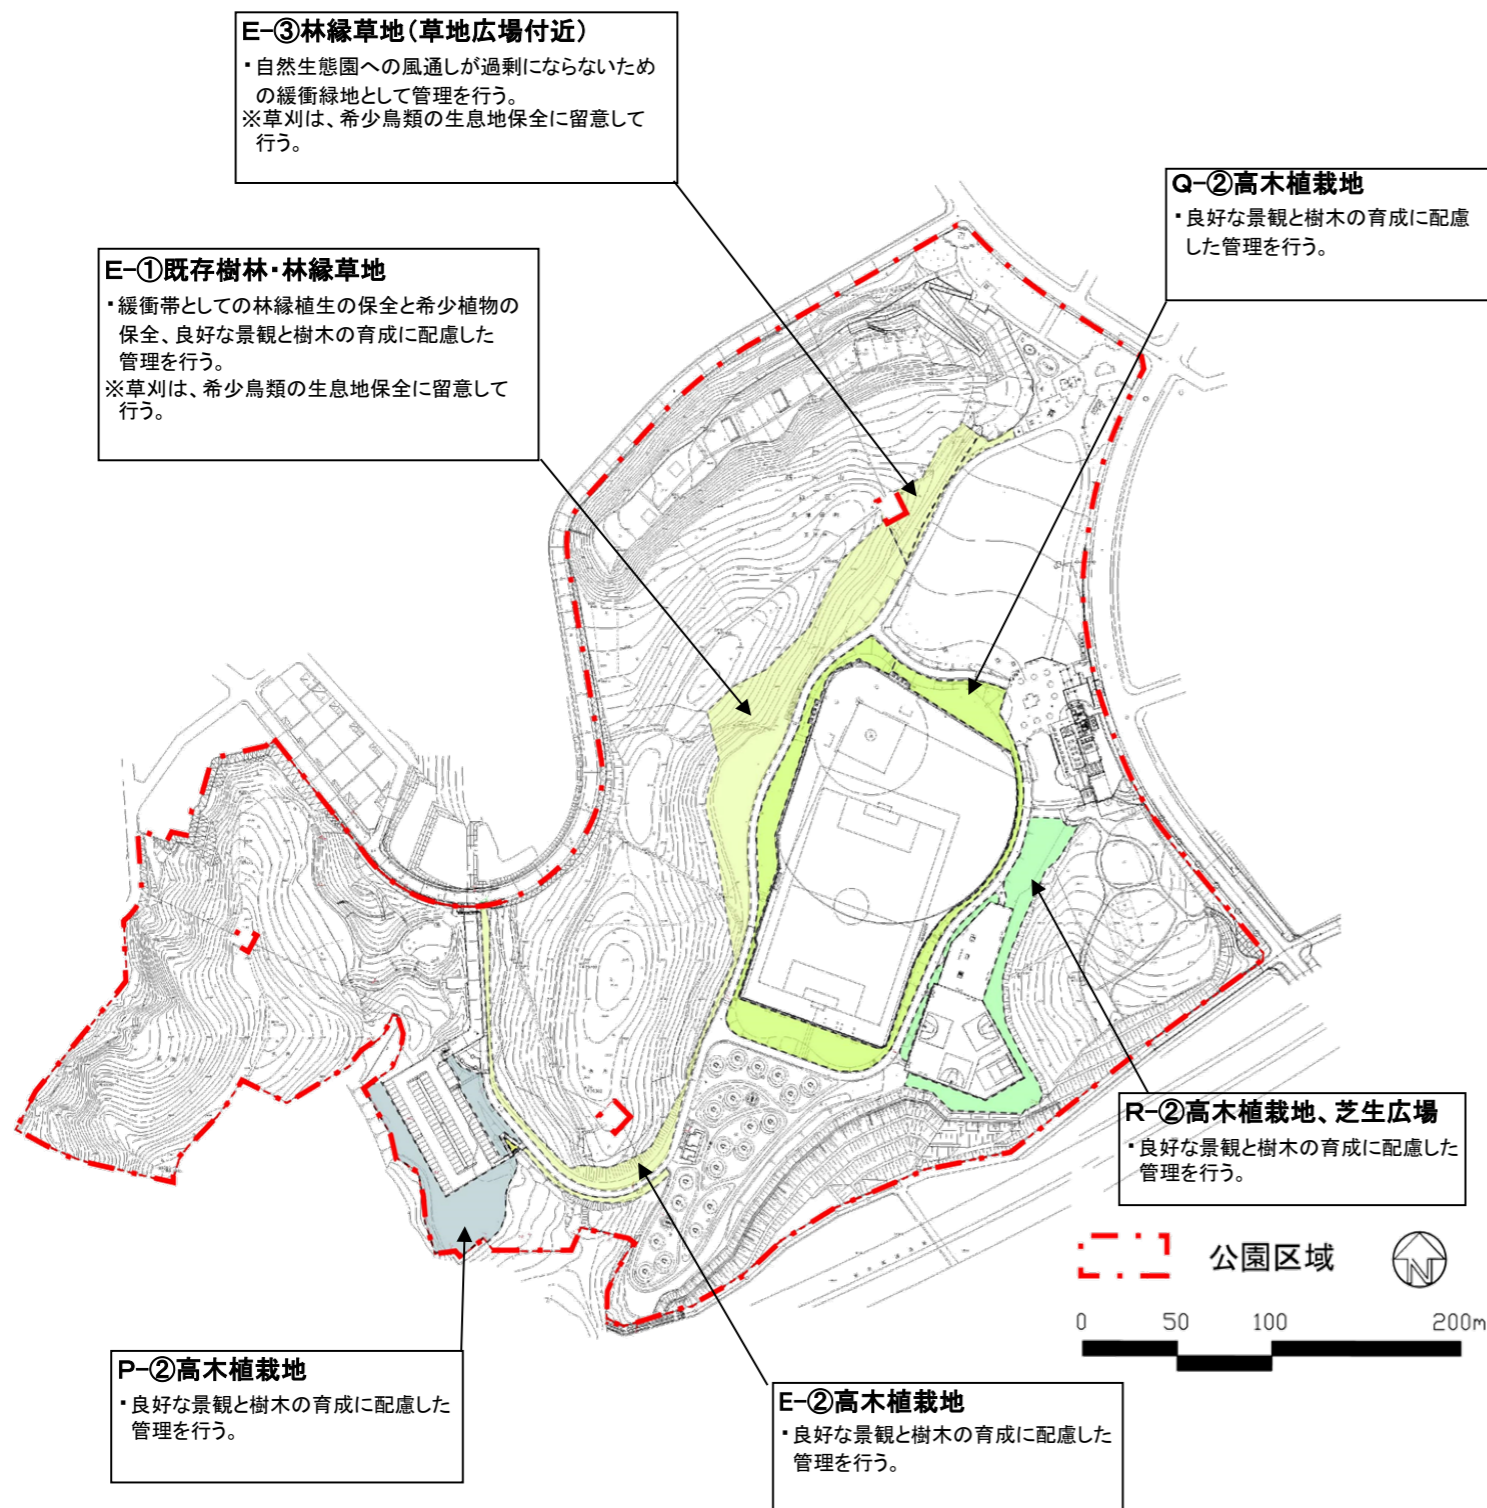 E-③林縁草地(草地広場付近)
・自然生態園への風通しが過剰にならないため
の緩衝緑地として管理を行う。
※草刈は、希少鳥類の生息地保全に留意して
行う。
Q-②高木植栽地
・良好な景観と樹木の育成に配慮
した管理を行う。
E-①既存樹林・林縁草地
・緩衝帯としての林縁植生の保全と希少植物の
保全、良好な景観と樹木の育成に配慮した
管理を行う。
※草刈は、希少鳥類の生息地保全に留意して
行う。
R-②高木植栽地、芝生広場
・良好な景観と樹木の育成に配慮した
管理を行う。
公園区域
N
0 50 100 200m
P-②高木植栽地
・良好な景観と樹木の育成に配慮した
管理を行う。
E-②高木植栽地
・良好な景観と樹木の育成に配慮した
管理を行う。